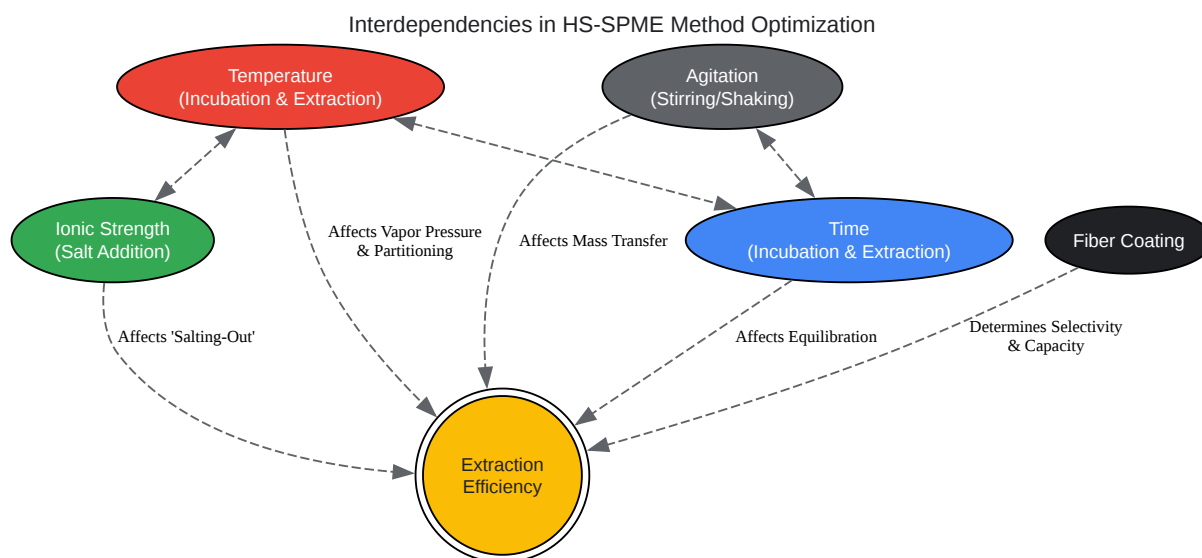 Interdependencies in HS-SPME Method Optimization
Temperature
(Incubation & Extraction)
Agitation
(Stirring/Shaking)
Ionic Strength
(Salt Addition)
Affects Vapor Pressure
& Partitioning
Affects Mass Transfer
Time
(Incubation & Extraction)
Fiber Coating
Affects 'Salting-Out'
Affects Equilibration
Determines Selectivity
& Capacity
Extraction
Efficiency